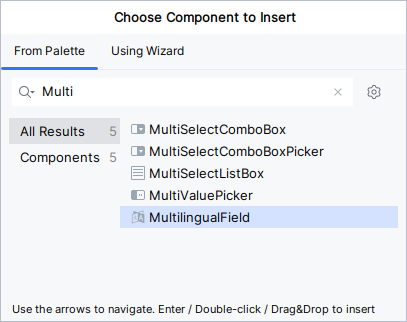 Choose Component to Insert
From Palette Using Wizard
Multi
All Results 5
Components 5
MultiSelectComboBox
MultiSelectComboBoxPicker
MultiSelectListBox
MultiValuePicker
MultilingualField
Use the arrows to navigate. Enter / Double-click / Drag&Drop to insert